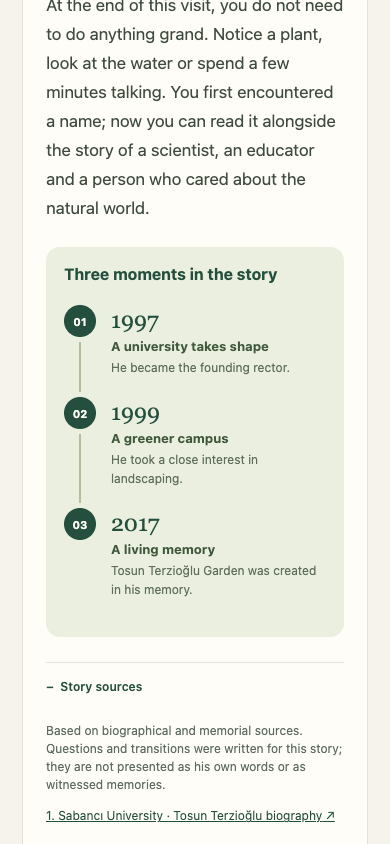 At the end of this visit, you do not need
to do anything grand. Notice a plant,
look at the water or spend a few
minutes talking. You first encountered
a name; now you can read it alongside
the story of a scientist, an educator
and a person who cared about the
natural world.
Three moments in the story
01
1997
A university takes shape
He became the founding rector.
02
1999
A greener campus
He took a close interest in
landscaping.
03
2017
A living memory
Tosun Terzioğlu Garden was created
in his memory.
– Story sources
Based on biographical and memorial sources.
Questions and transitions were written for this story;
they are not presented as his own words or as
witnessed memories.
1. Sabancı University · Tosun Terzioğlu biography ↗